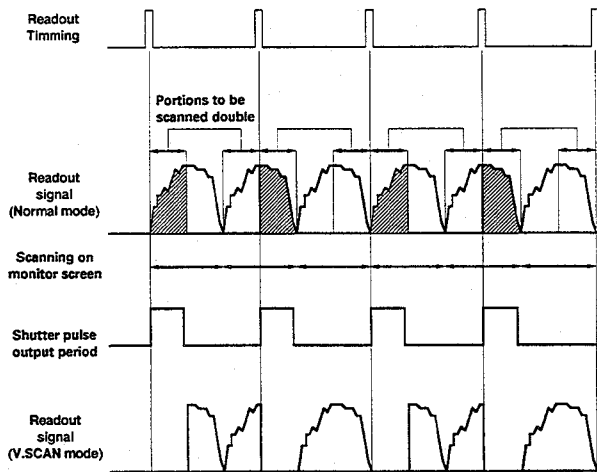 Readout
Timming
Portions to be
scanned double
Readout
signal
(Normal mode)
Scanning on
monitor screen
Shutter pulse
output period
Readout
signal
(V.SCAN mode)